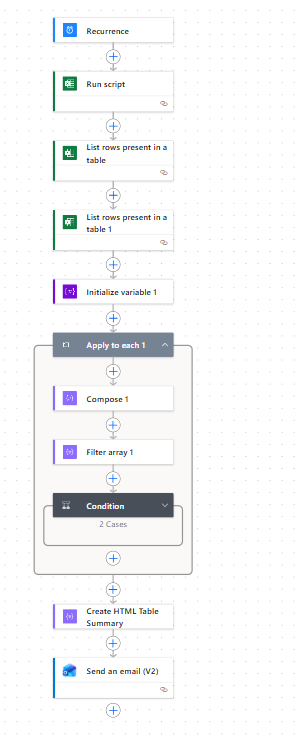 Recurrence
Run script
List rows present in a
table
List rows present in a
table 1
Initialize variable 1
Apply to each 1
Compose 1
Filter array 1
Condition
2 Cases
Create HTML Table
Summary
Send an email (V2)